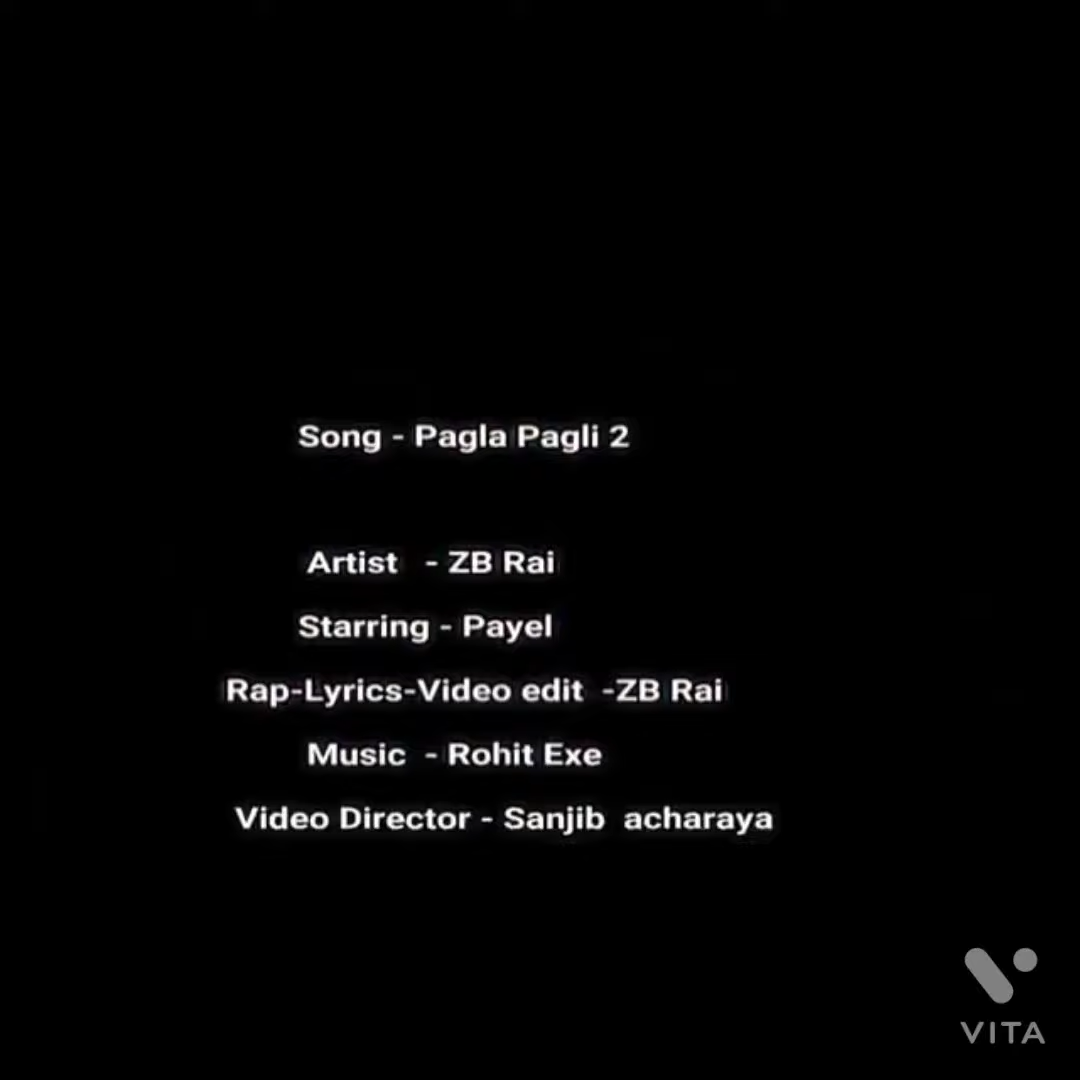 Song - Pagla Pagli 2
Artist - ZB Rai
Starring - Payel
Rap-Lyrics-Video edit -ZB Rai
Music - Rohit Exe
Video Director - Sanjib acharaya
VITA